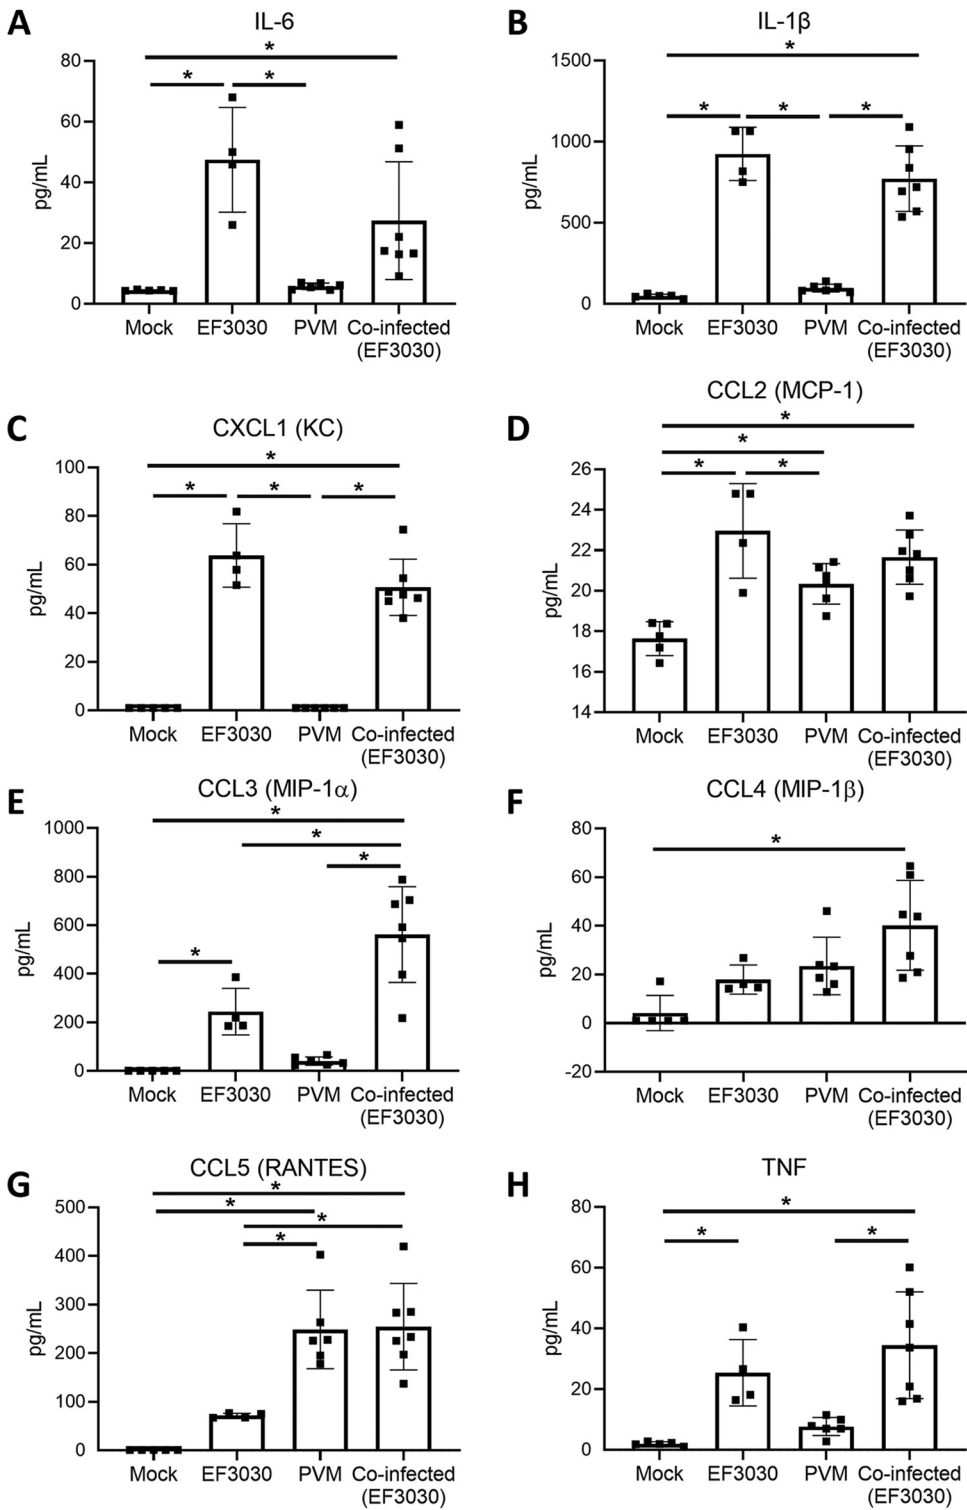 A
IL-6
*
*
*
80
60
40
20
0
pg/mL
Mock
EF3030
PVM
Co-infected
(EF3030)
B
IL-1β
*
*
*
*
1500
1000
500
0
pg/mL
Mock
EF3030
PVM
Co-infected
(EF3030)
C
CXCL1 (KC)
*
*
*
*
100
80
60
40
20
0
pg/mL
Mock
EF3030
PVM
Co-infected
(EF3030)
D
CCL2 (MCP-1)
*
*
*
*
26
24
22
20
18
16
14
pg/mL
Mock
EF3030
PVM
Co-infected
(EF3030)
E
CCL3 (MIP-1α)
*
*
*
*
1000
800
600
400
200
0
pg/mL
Mock
EF3030
PVM
Co-infected
(EF3030)
F
CCL4 (MIP-1β)
*
80
60
40
20
0
-20
pg/mL
Mock
EF3030
PVM
Co-infected
(EF3030)
G
CCL5 (RANTES)
*
*
*
*
500
400
300
200
100
0
pg/mL
Mock
EF3030
PVM
Co-infected
(EF3030)
H
TNF
*
*
*
80
60
40
20
0
pg/mL
Mock
EF3030
PVM
Co-infected
(EF3030)